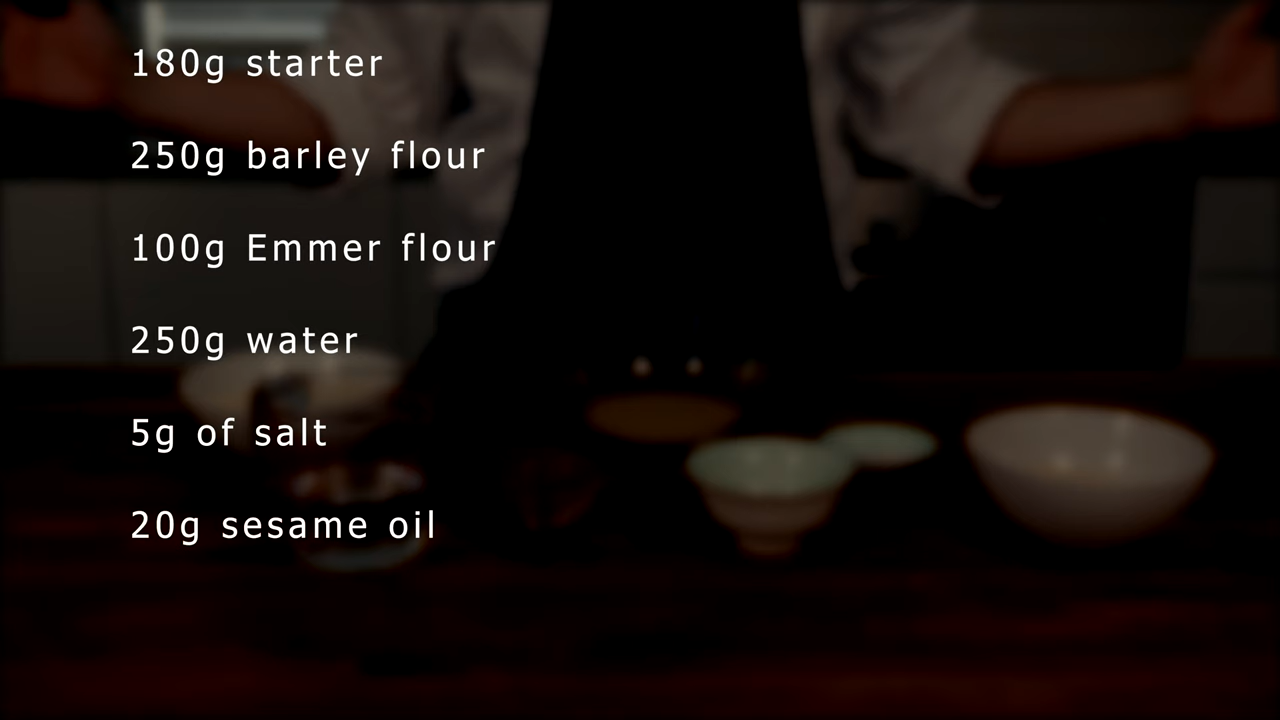 180g starter
250g barley flour
100g Emmer flour
250g water
5g of salt
20g sesame oil